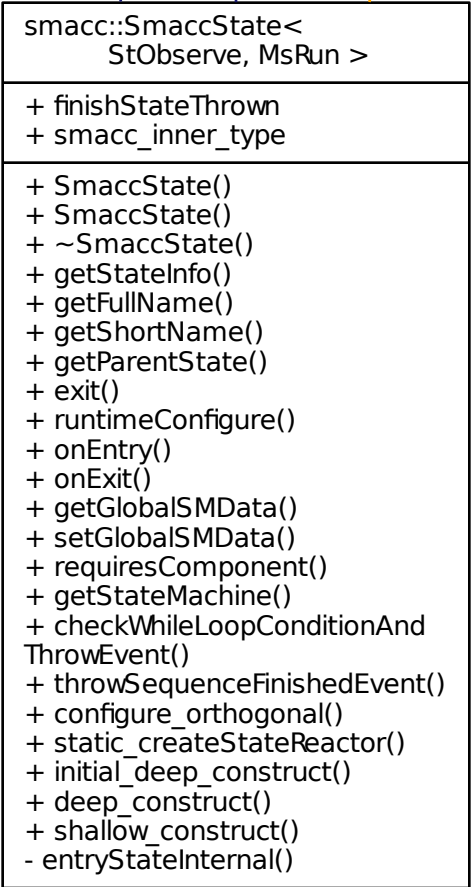 smacc::SmaccState<
StObserve, MsRun >
+ finishStateThrown
+ smacc_inner_type
+ SmaccState()
+ SmaccState()
+ ~SmaccState()
+ getStateInfo()
+ getFullName()
+ getShortName()
+ getParentState()
+ exit()
+ runtimeConfigure()
+ onEntry()
+ onExit()
+ getGlobalSMData()
+ setGlobalSMData()
+ requiresComponent()
+ getStateMachine()
+ checkWhileLoopConditionAnd
ThrowEvent()
+ throwSequenceFinishedEvent()
+ configure_orthogonal()
+ static_createStateReactor()
+ initial_deep_construct()
+ deep_construct()
+ shallow_construct()
- entryStateInternal()